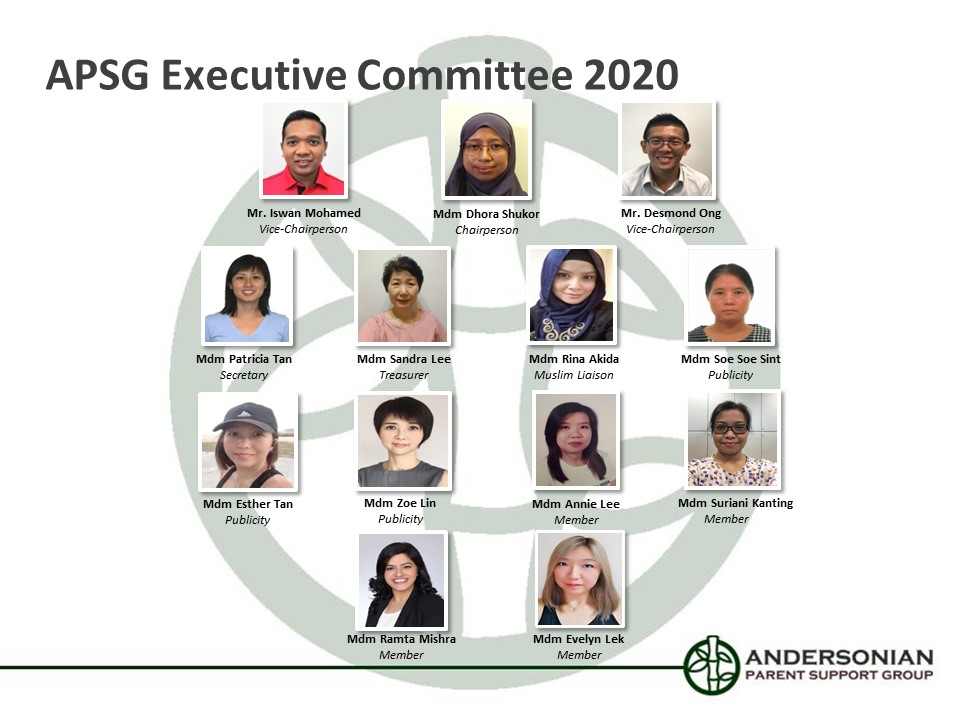 APSG Executive Committee 2020
Mr. Iswan Mohamed
Vice-Chairperson
Mdm Dhora Shukor
Chairperson
Mr. Desmond Ong
Vice-Chairperson
Mdm Patricia Tan
Secretary
Mdm Sandra Lee
Treasurer
Mdm Rina Akida
Muslim Liaison
Mdm Soe Soe Sint
Publicity
Mdm Esther Tan
Publicity
Mdm Zoe Lin
Publicity
Mdm Annie Lee
Member
Mdm Suriani Kanting
Member
Mdm Ramta Mishra
Member
Mdm Evelyn Lek
Member
ANDERSONIAN
PARENT SUPPORT GROUP